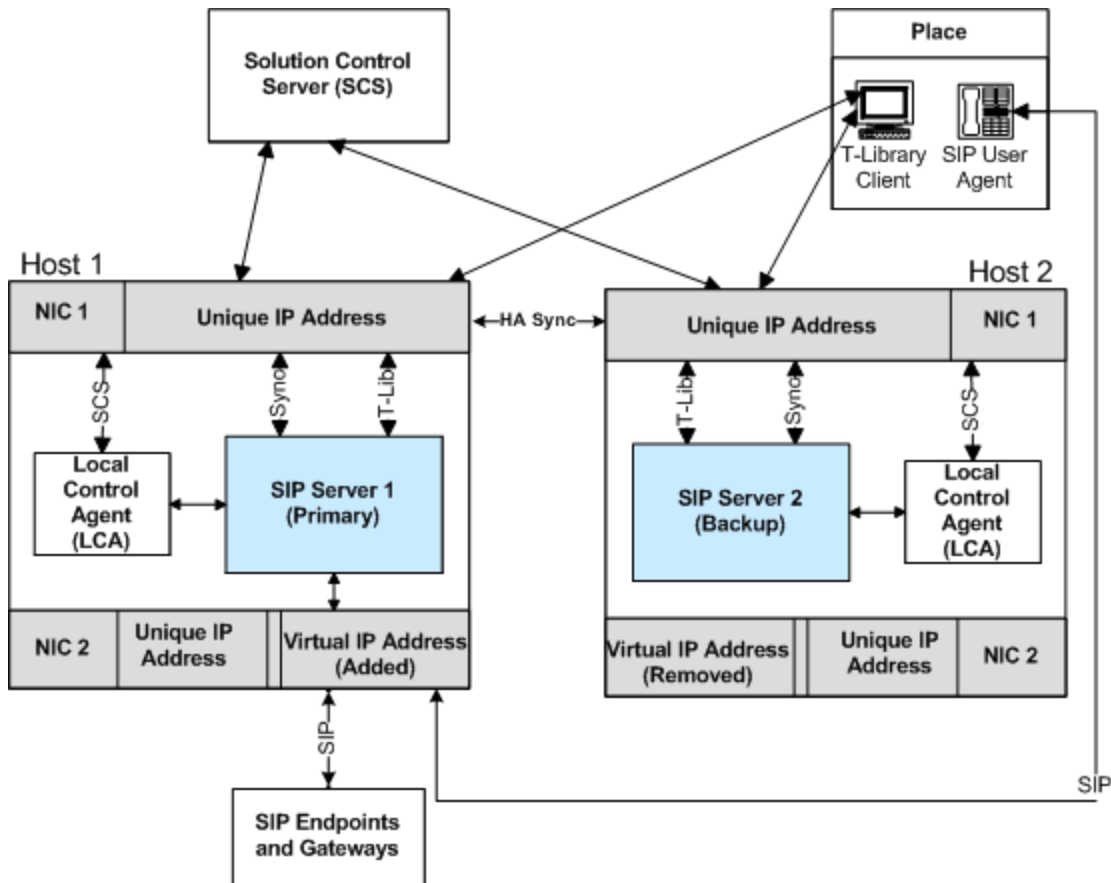 Solution Control
Server (SCS)
Place
T-Library
Client
SIP User
Agent
Host 1
NIC 1
Unique IP Address
HA Sync
Host 2
Unique IP Address
NIC 1
SCS
Sync
T-Lib
T-Lib
Sync
SCS
Local
Control
Agent
(LCA)
SIP Server 1
(Primary)
SIP Server 2
(Backup)
Local
Control
Agent
(LCA)
NIC 2
Unique IP
Address
Virtual IP Address
(Added)
Virtual IP Address
(Removed)
Unique IP
Address
NIC 2
SIP
SIP
SIP Endpoints
and Gateways